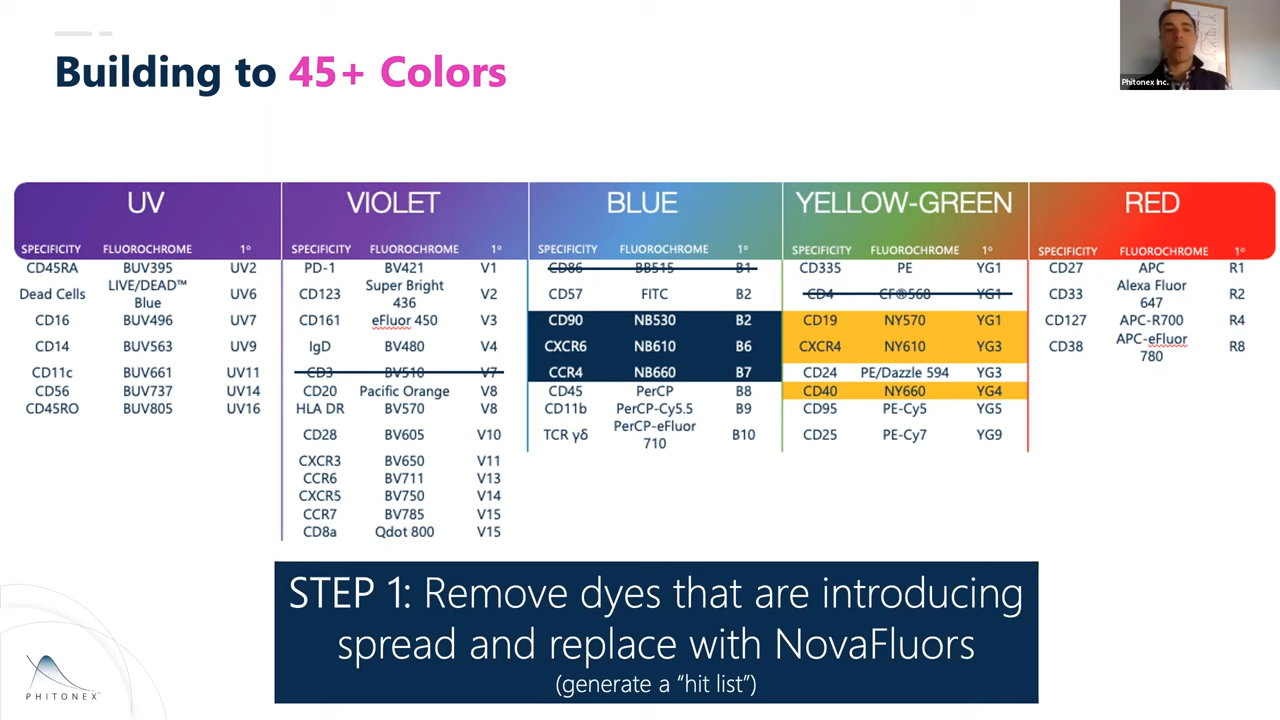 Building to 45+ Colors
Phitonex Inc.
UV
SPECIFICITY FLUOROCHROME 1º
CD45RA BUV395 UV2
Dead Cells LIVE/DEAD™ Blue UV6
CD16 BUV496 UV7
CD14 BUV563 UV9
CD11c BUV661 UV11
CD56 BUV737 UV14
CD45RO BUV805 UV16
VIOLET
SPECIFICITY FLUOROCHROME 1º
PD-1 BV421 V1
CD123 Super Bright 436 V2
CD161 eFluor 450 V3
IgD BV480 V4
CD3 BV510 V7
CD20 Pacific Orange V8
HLA DR BV570 V8
CD28 BV605 V10
CXCR3 BV650 V11
CCR6 BV711 V13
CXCR5 BV750 V14
CCR7 BV785 V15
CD8a Qdot 800 V15
BLUE
SPECIFICITY FLUOROCHROME 1º
CD86 BB515 B1
CD57 FITC B2
CD90 NB530 B2
CXCR6 NB610 B6
CCR4 NB660 B7
CD45 PerCP B8
CD11b PerCP-Cy5.5 B9
TCR γδ PerCP-eFluor 710 B10
YELLOW-GREEN
SPECIFICITY FLUOROCHROME 1º
CD335 PE YG1
CD4 CF®568 YG1
CD19 NY570 YG1
CXCR4 NY610 YG3
CD24 PE/Dazzle 594 YG3
CD40 NY660 YG4
CD95 PE-Cy5 YG5
CD25 PE-Cy7 YG9
RED
SPECIFICITY FLUOROCHROME 1º
CD27 APC R1
CD33 Alexa Fluor 647 R2
CD127 APC-R700 R4
CD38 APC-eFluor 780 R8
STEP 1: Remove dyes that are introducing
spread and replace with NovaFluors
(generate a “hit list”)
PHITONEX